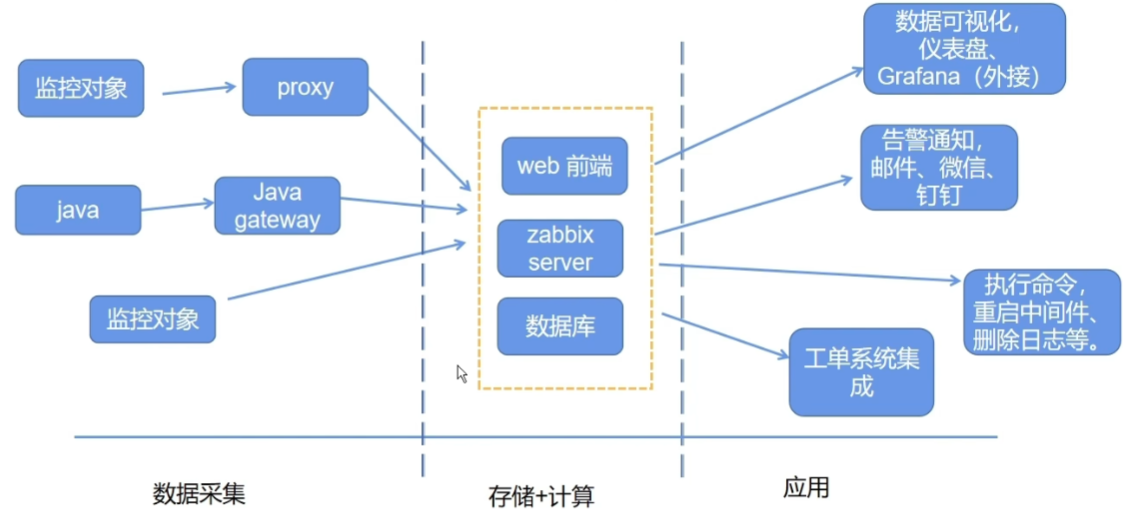 监控对象
proxy
java
Java
gateway
监控对象
web 前端
zabbix
server
数据库
数据可视化，
仪表盘、
Grafana（外接）
告警通知，
邮件、微信、
钉钉
执行命令，
重启中间件、
删除日志等。
工单系统集
成
数据采集
存储+计算
应用